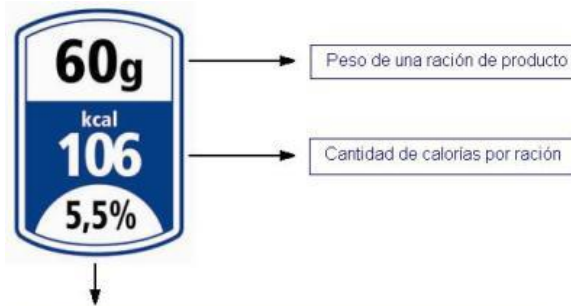 60g
Peso de una ración de producto
kcal
106
Cantidad de calorías por ración
5,5%